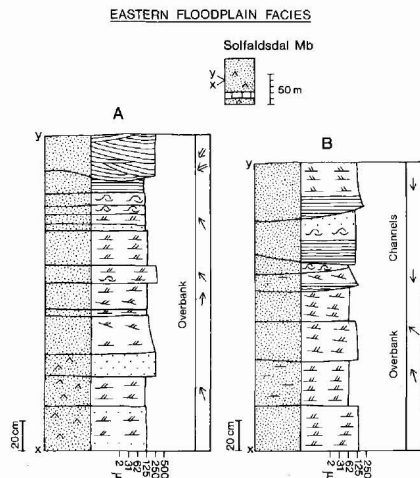 EASTERN FLOODPLAIN FACIES
Solfaldsdal Mb
y
x
50 m
A
B
y
y
Overbank
Channels
Overbank
20 cm
x
20 cm
x
2
31
62
125
250
500
µ
2
31
62
125
250
500
µ